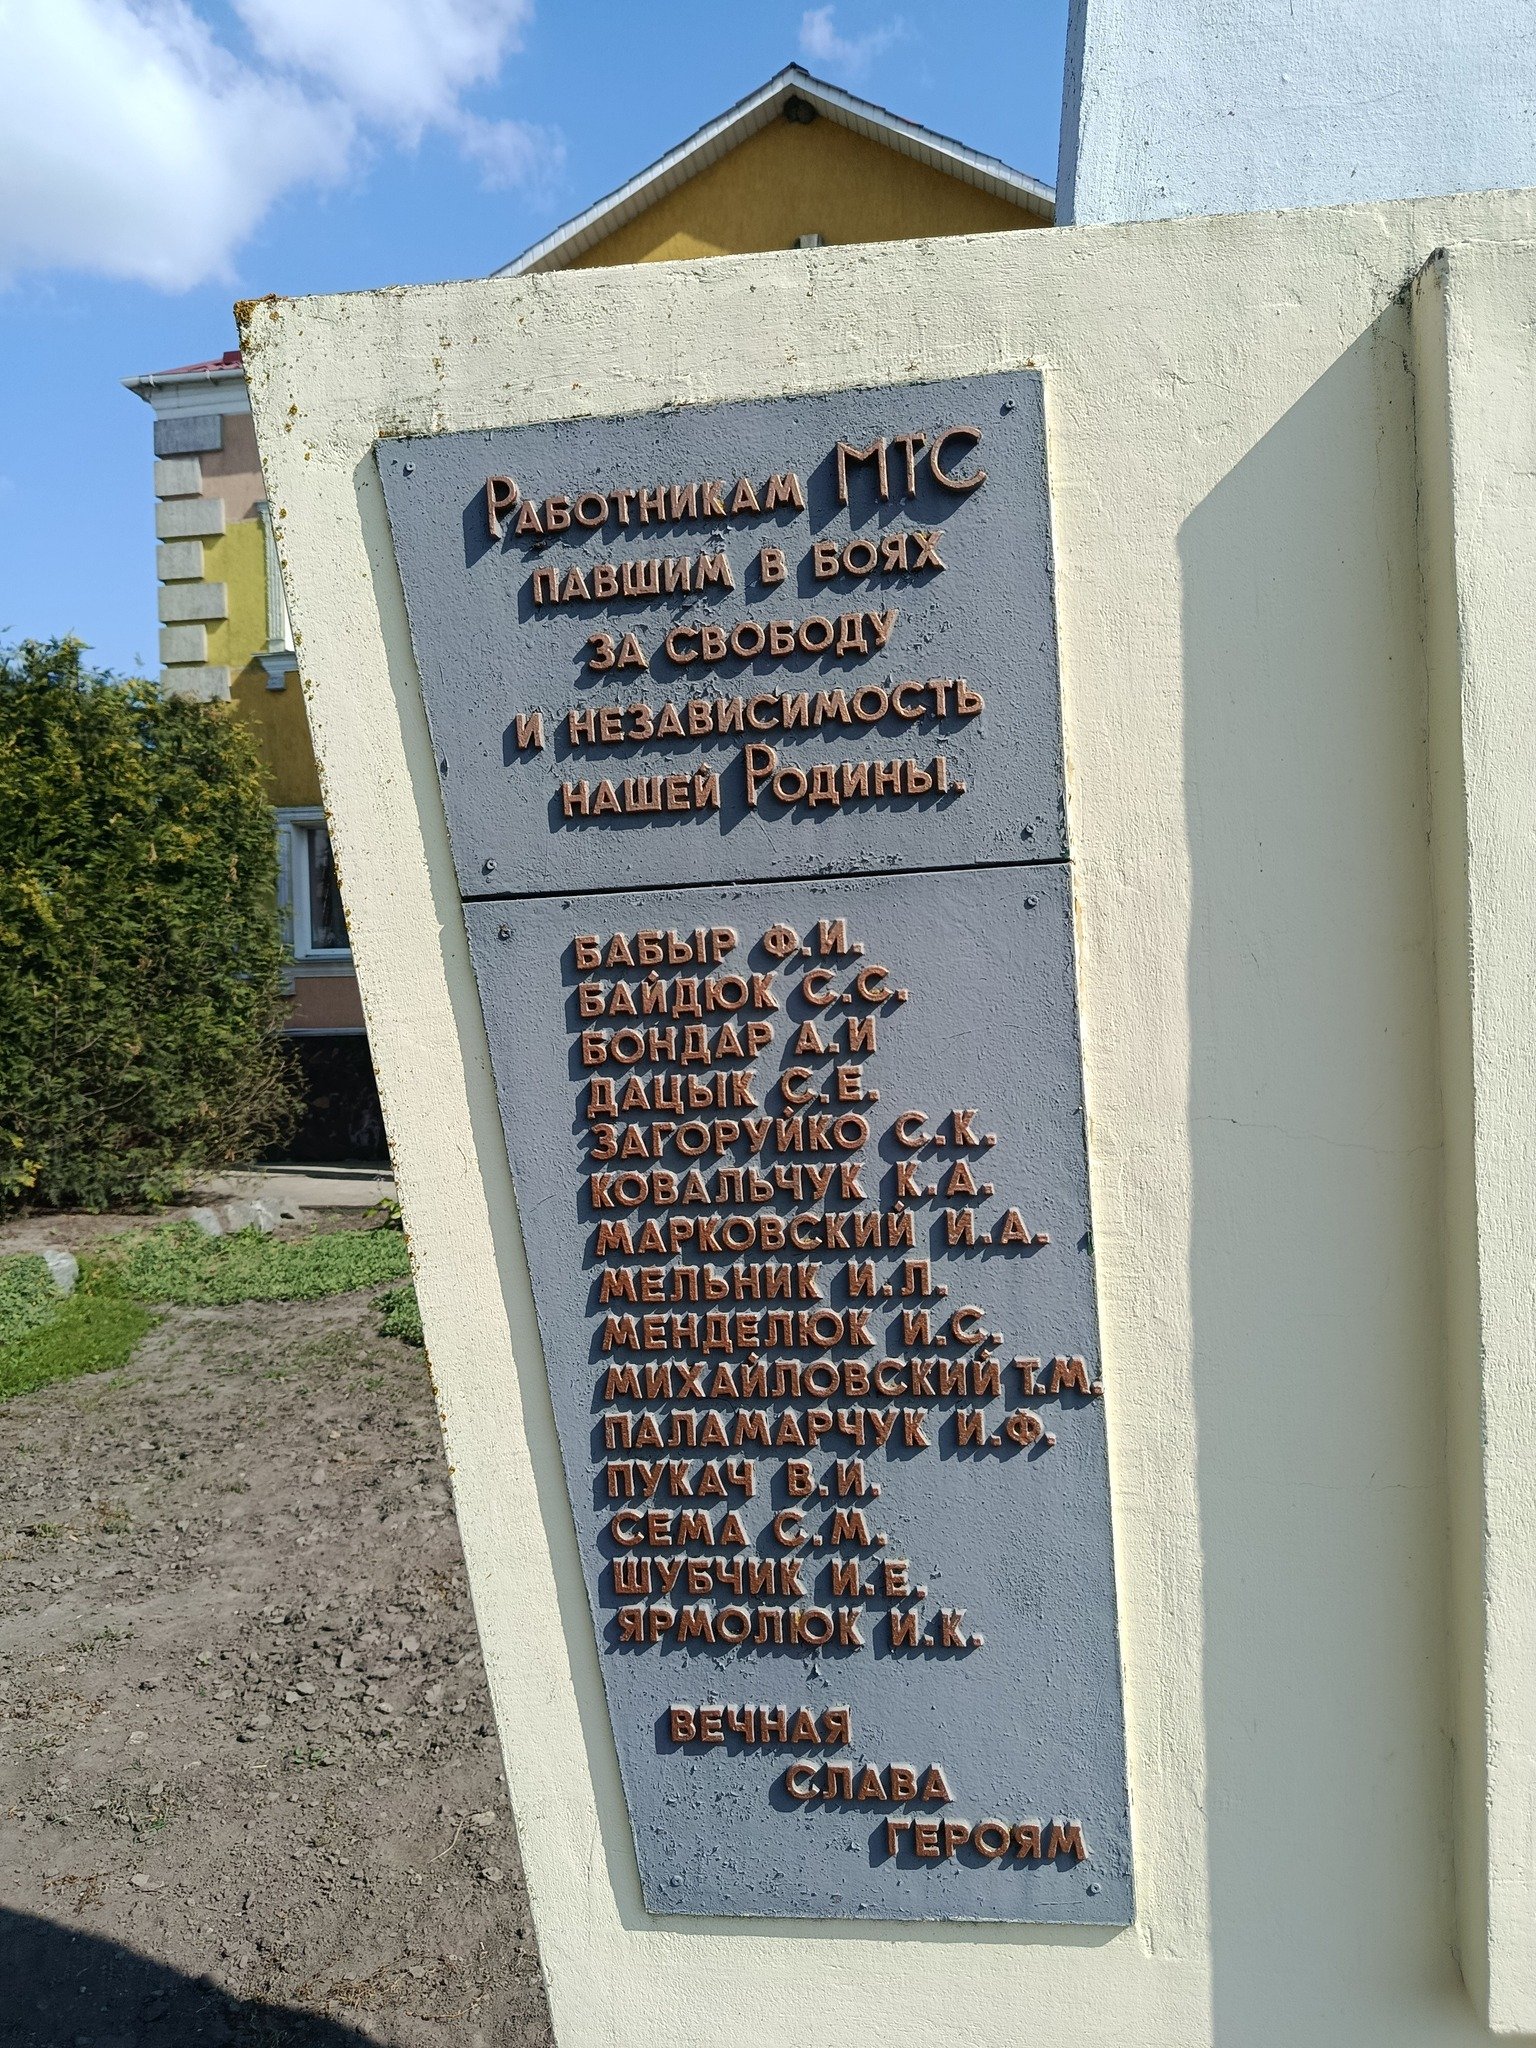 Работникам МТС
павшим в боях
за свободу
и независимость
нашей Родины.
БАБЫР Ф.И.
БАЙДЮК С.С.
БОНДАР А.И
ДАЦЫК С.Е.
ЗАГОРУЙКО С.К.
КОВАЛЬЧУК К.А.
МАРКОВСКИЙ И.А.
МЕЛЬНИК И.Л.
МЕНДЕЛЮК И.С.
МИХАЙЛОВСКИЙ Т.М.
ПАЛАМАРЧУК И.Ф.
ПУКАЧ В.И.
СЕМА С.М.
ШУБЧИК И.Е.
ЯРМОЛЮК И.К.
ВЕЧНАЯ
СЛАВА
ГЕРОЯМ